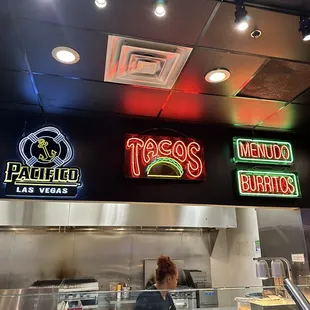 PACIFICO
LAS VEGAS
TACOS
MENUDO
BURRITOS